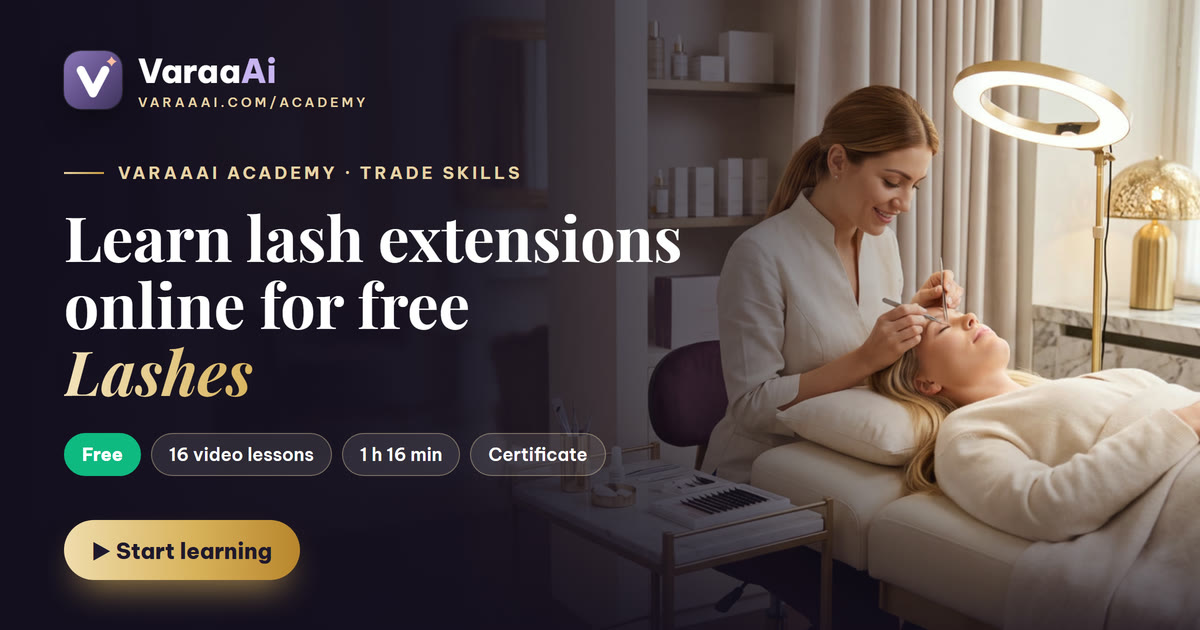 V
VaraaAi
VARAAAI.COM/ACADEMY
VARAAAI ACADEMY · TRADE SKILLS
Learn lash extensions
online for free
Lashes
Free
16 video lessons
1 h 16 min
Certificate
▶ Start learning